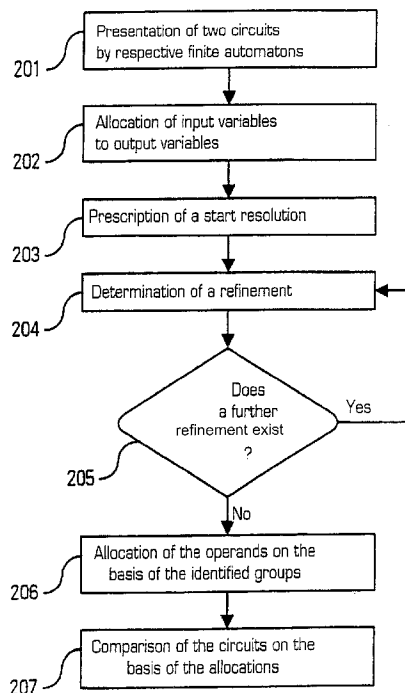 Presentation of two circuits
by respective finite automatons
201
Allocation of input variables
to output variables
202
Prescription of a start resolution
203
Determination of a refinement
204
Does
a further
refinement exist
?
Yes
205
No
Allocation of the operands on the
basis of the identified groups
206
Comparison of the circuits on the
basis of the allocations
207